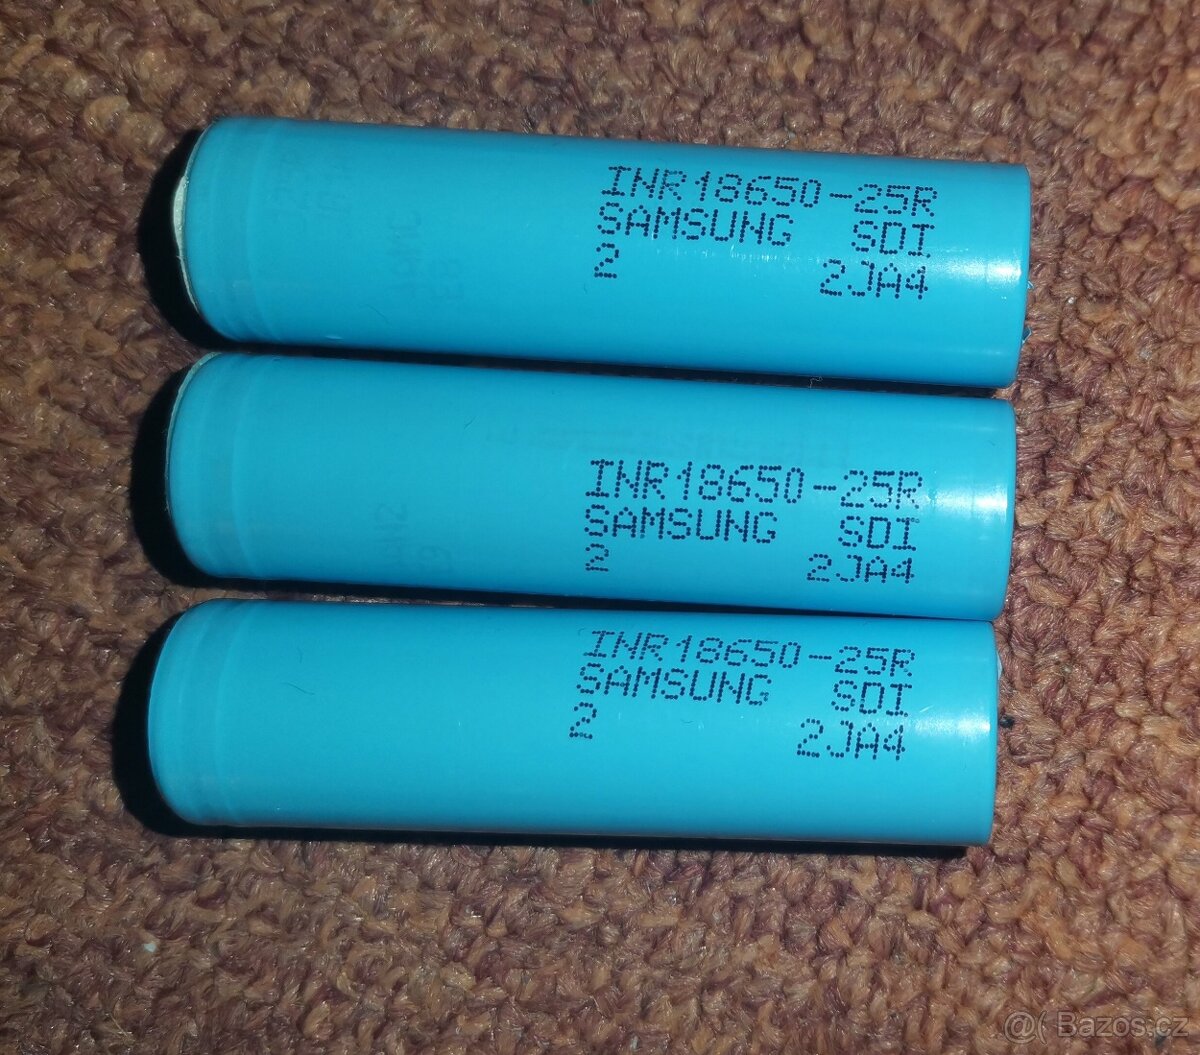 INR18650-25R
SAMSUNG SDI
2 2JA4
INR18650-25R
SAMSUNG SDI
2 2JA4
INR18650-25R
SAMSUNG SDI
2 2JA4
@( Bazos.cz